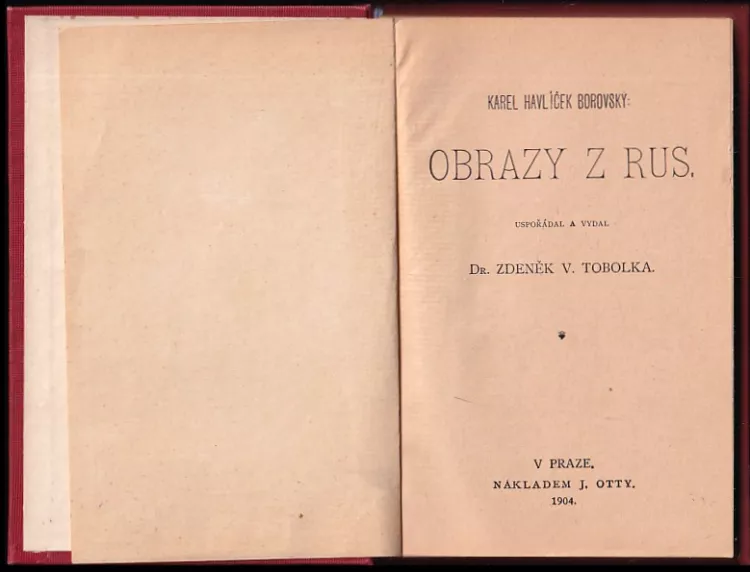 KAREL HAVLÍČEK BOROVSKÝ:
OBRAZY Z RUS.
USPOŘÁDAL A VYDAL
DR. ZDENĚK V. TOBOLKA.
V PRAZE.
NÁKLADEM J. OTTY.
1904.